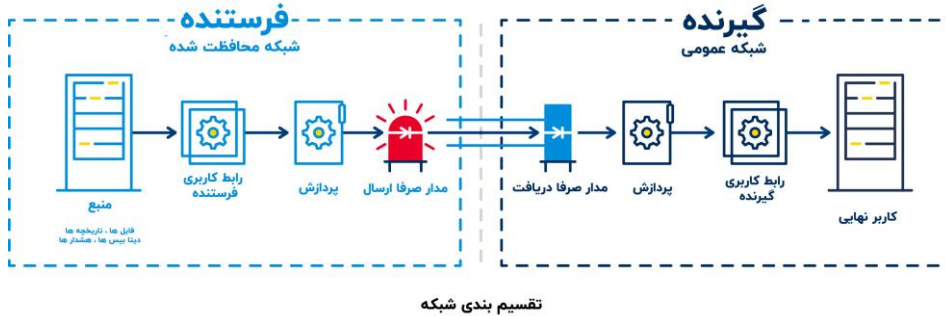 فرستنده
شبکه محافظت شده
گیرنده
شبکه عمومی
منبع
فایل ها ، تاریخچه ها
دیتا بیس ها ، هشدار ها
رابط کاربری
فرستنده
پردازش
مدار صرفا ارسال
مدار صرفا دریافت
پردازش
رابط کاربری
گیرنده
کاربر نهایی
تقسیم بندی شبکه